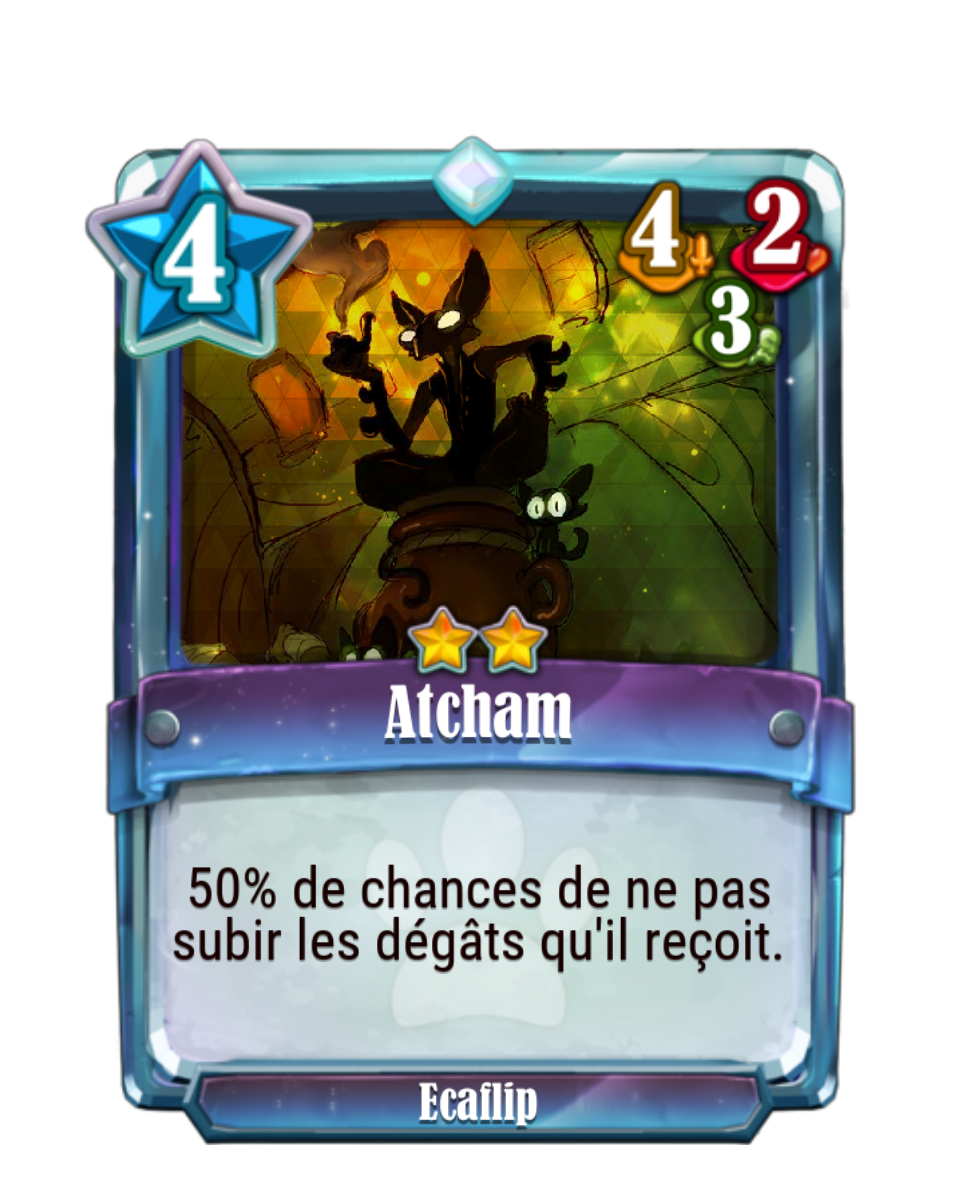 4
4
2
3
Atcham
50% de chances de ne pas
subir les dégâts qu'il reçoit.
Ecaflip